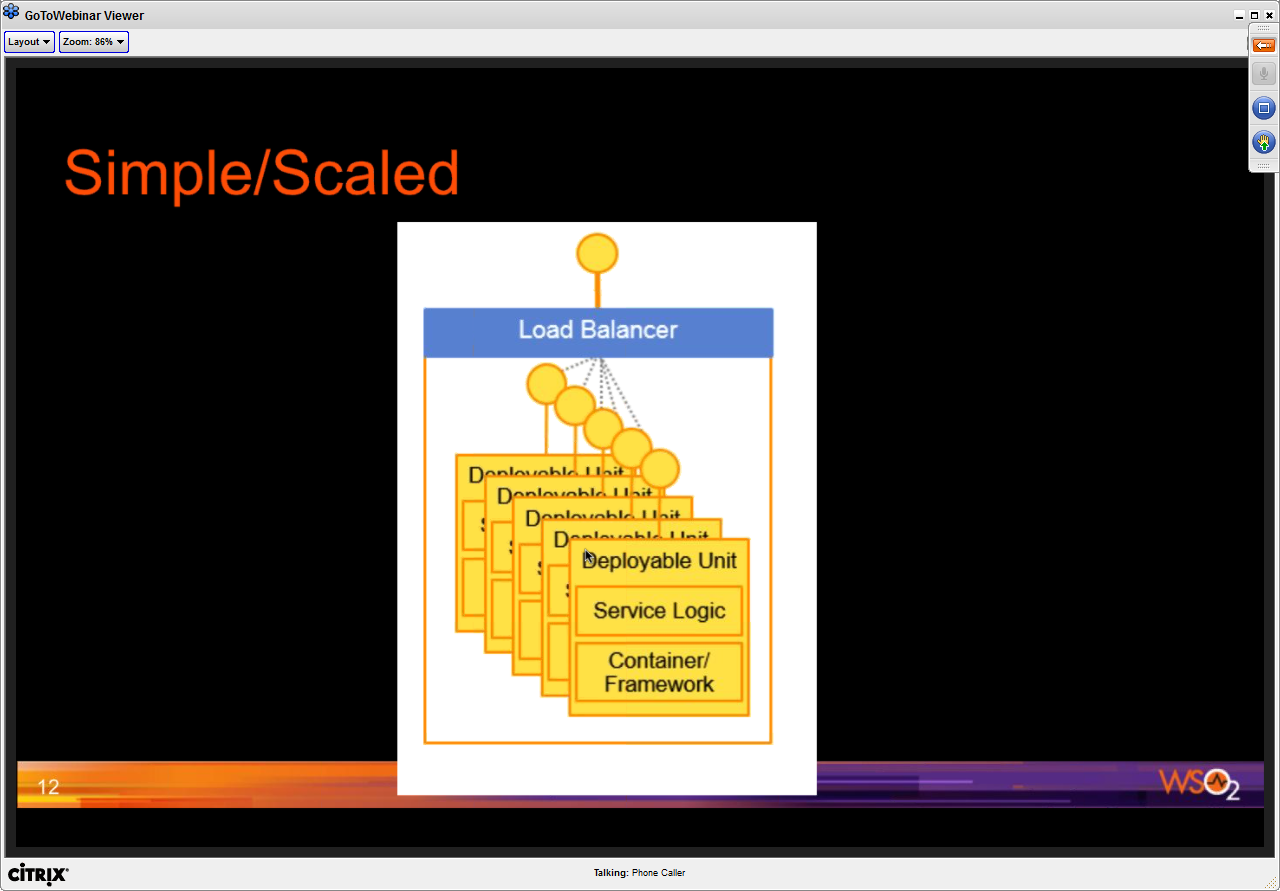 GoToWebinar Viewer
Layout
Zoom: 86%
Simple/Scaled
Load Balancer
Deployable Unit
Deployable Unit
Deployable Unit
Deployable Unit
Deployable Unit
Service Logic
Container/
Framework
12
WSO2
CITRIX®
Talking: Phone Caller